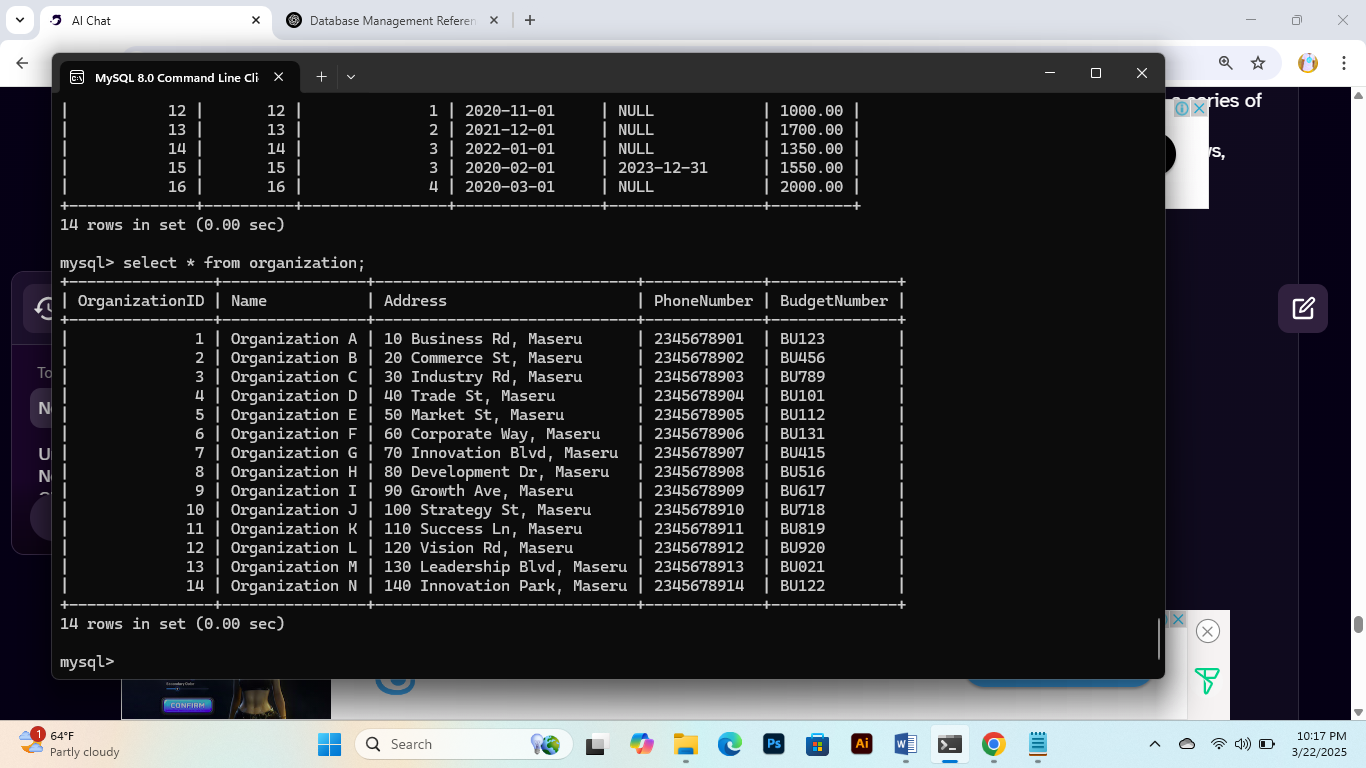 AI Chat
Database Management Referen
MySQL 8.0 Command Line Cli
a series of
ws,
|           12 |       12 |              1 | 2020-11-01     | NULL            | 1000.00 |
|           13 |       13 |              2 | 2021-12-01     | NULL            | 1700.00 |
|           14 |       14 |              3 | 2022-01-01     | NULL            | 1350.00 |
|           15 |       15 |              3 | 2020-02-01     | 2023-12-31      | 1550.00 |
|           16 |       16 |              4 | 2020-03-01     | NULL            | 2000.00 |
+--------------+----------+----------------+----------------+-----------------+---------+
14 rows in set (0.00 sec)
mysql> select * from organization;
+----------------+----------------+-----------------------------+-------------+--------------+
| OrganizationID | Name           | Address                     | PhoneNumber | BudgetNumber |
+----------------+----------------+-----------------------------+-------------+--------------+
|              1 | Organization A | 10 Business Rd, Maseru      | 2345678901  | BU123        |
|              2 | Organization B | 20 Commerce St, Maseru      | 2345678902  | BU456        |
|              3 | Organization C | 30 Industry Rd, Maseru      | 2345678903  | BU789        |
|              4 | Organization D | 40 Trade St, Maseru         | 2345678904  | BU101        |
|              5 | Organization E | 50 Market St, Maseru        | 2345678905  | BU112        |
|              6 | Organization F | 60 Corporate Way, Maseru    | 2345678906  | BU131        |
|              7 | Organization G | 70 Innovation Blvd, Maseru  | 2345678907  | BU415        |
|              8 | Organization H | 80 Development Dr, Maseru   | 2345678908  | BU516        |
|              9 | Organization I | 90 Growth Ave, Maseru       | 2345678909  | BU617        |
|             10 | Organization J | 100 Strategy St, Maseru     | 2345678910  | BU718        |
|             11 | Organization K | 110 Success Ln, Maseru      | 2345678911  | BU819        |
|             12 | Organization L | 120 Vision Rd, Maseru       | 2345678912  | BU920        |
|             13 | Organization M | 130 Leadership Blvd, Maseru | 2345678913  | BU021        |
|             14 | Organization N | 140 Innovation Park, Maseru | 2345678914  | BU122        |
+----------------+----------------+-----------------------------+-------------+--------------+
14 rows in set (0.00 sec)
mysql>
To
CONFIRM
1
64°F
Partly cloudy
Search
Ps
Ai
10:17 PM
3/22/2025